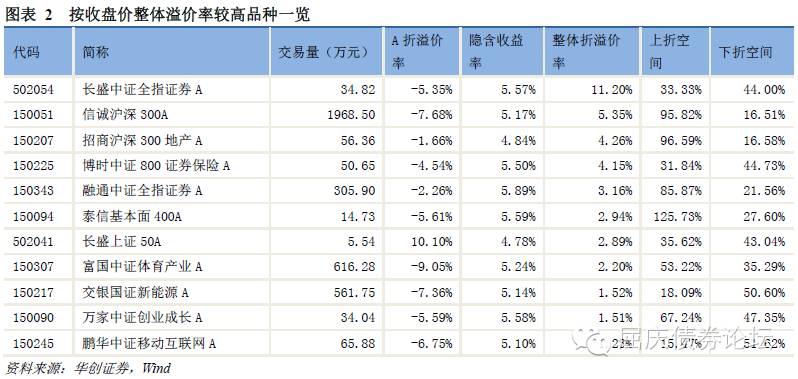 图表 2 按收盘价整体溢价率较高品种一览
代码 简称 交易量（万元） A 折溢价率 隐含收益率 整体折溢价率 上折空间 下折空间
502054 长盛中证全指证券 A 34.82 -5.35% 5.57% 11.20% 33.33% 44.00%
150051 信诚沪深 300A 1968.50 -7.68% 5.17% 5.35% 95.82% 16.51%
150207 招商沪深 300 地产 A 56.36 -1.66% 4.84% 4.26% 96.59% 16.58%
150225 博时中证 800 证券保险 A 50.65 -4.54% 5.50% 4.15% 31.84% 44.73%
150343 融通中证全指证券 A 305.90 -2.26% 5.89% 3.16% 85.87% 21.56%
150094 泰信基本面 400A 14.73 -5.61% 5.59% 2.94% 125.73% 27.60%
502041 长盛上证 50A 5.54 10.10% 4.78% 2.89% 35.62% 43.04%
150307 富国中证体育产业 A 616.28 -9.05% 5.24% 2.20% 53.22% 35.29%
150217 交银国证新能源 A 561.75 -7.36% 5.14% 1.52% 18.09% 50.60%
150090 万家中证创业成长 A 34.04 -5.59% 5.58% 1.51% 67.24% 47.35%
150245 鹏华中证移动互联网 A 65.88 -6.75% 5.10%
屈庆债券论坛
资料来源：华创证券，Wind